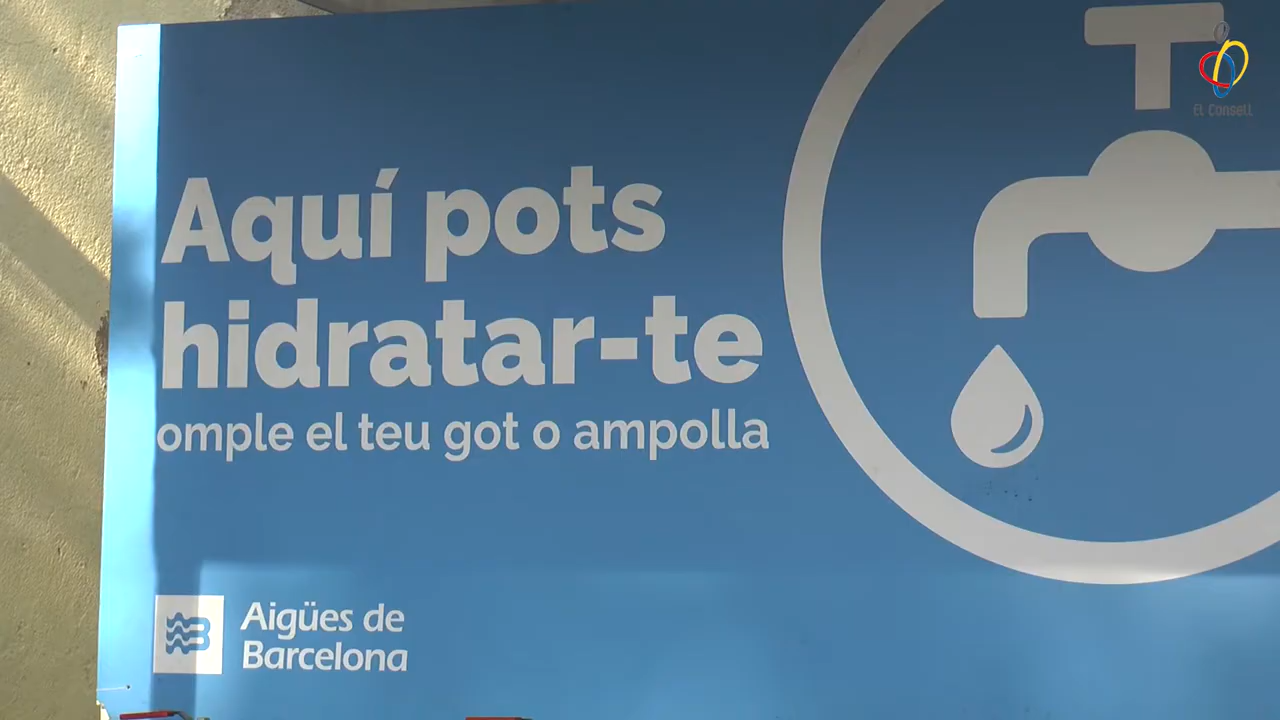 El Consell
Aquí pots
hidratar-te
omple el teu got o ampolla
Aigües de
Barcelona